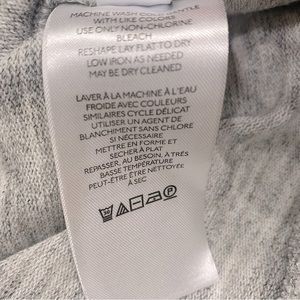 MACHINE WASH COLD GENTLE
WITH LIKE COLORS
USE ONLY NON-CHLORINE
BLEACH
RESHAPE LAY FLAT TO DRY
LOW IRON AS NEEDED
MAY BE DRY CLEANED
LAVER À LA MACHINE À L'EAU
FROIDE AVEC COULEURS
SIMILAIRES CYCLE DÉLICAT
UTILISER UN AGENT DE
BLANCHIMENT SANS CHLORE
SI NÉCESSAIRE
METTRE EN FORME ET
SÉCHER À PLAT
REPASSER, AU BESOIN, À TRÈS
BASSE TEMPÉRATURE
PEUT-ÊTRE ÊTRE NETTOYÉ
À SEC
30 P